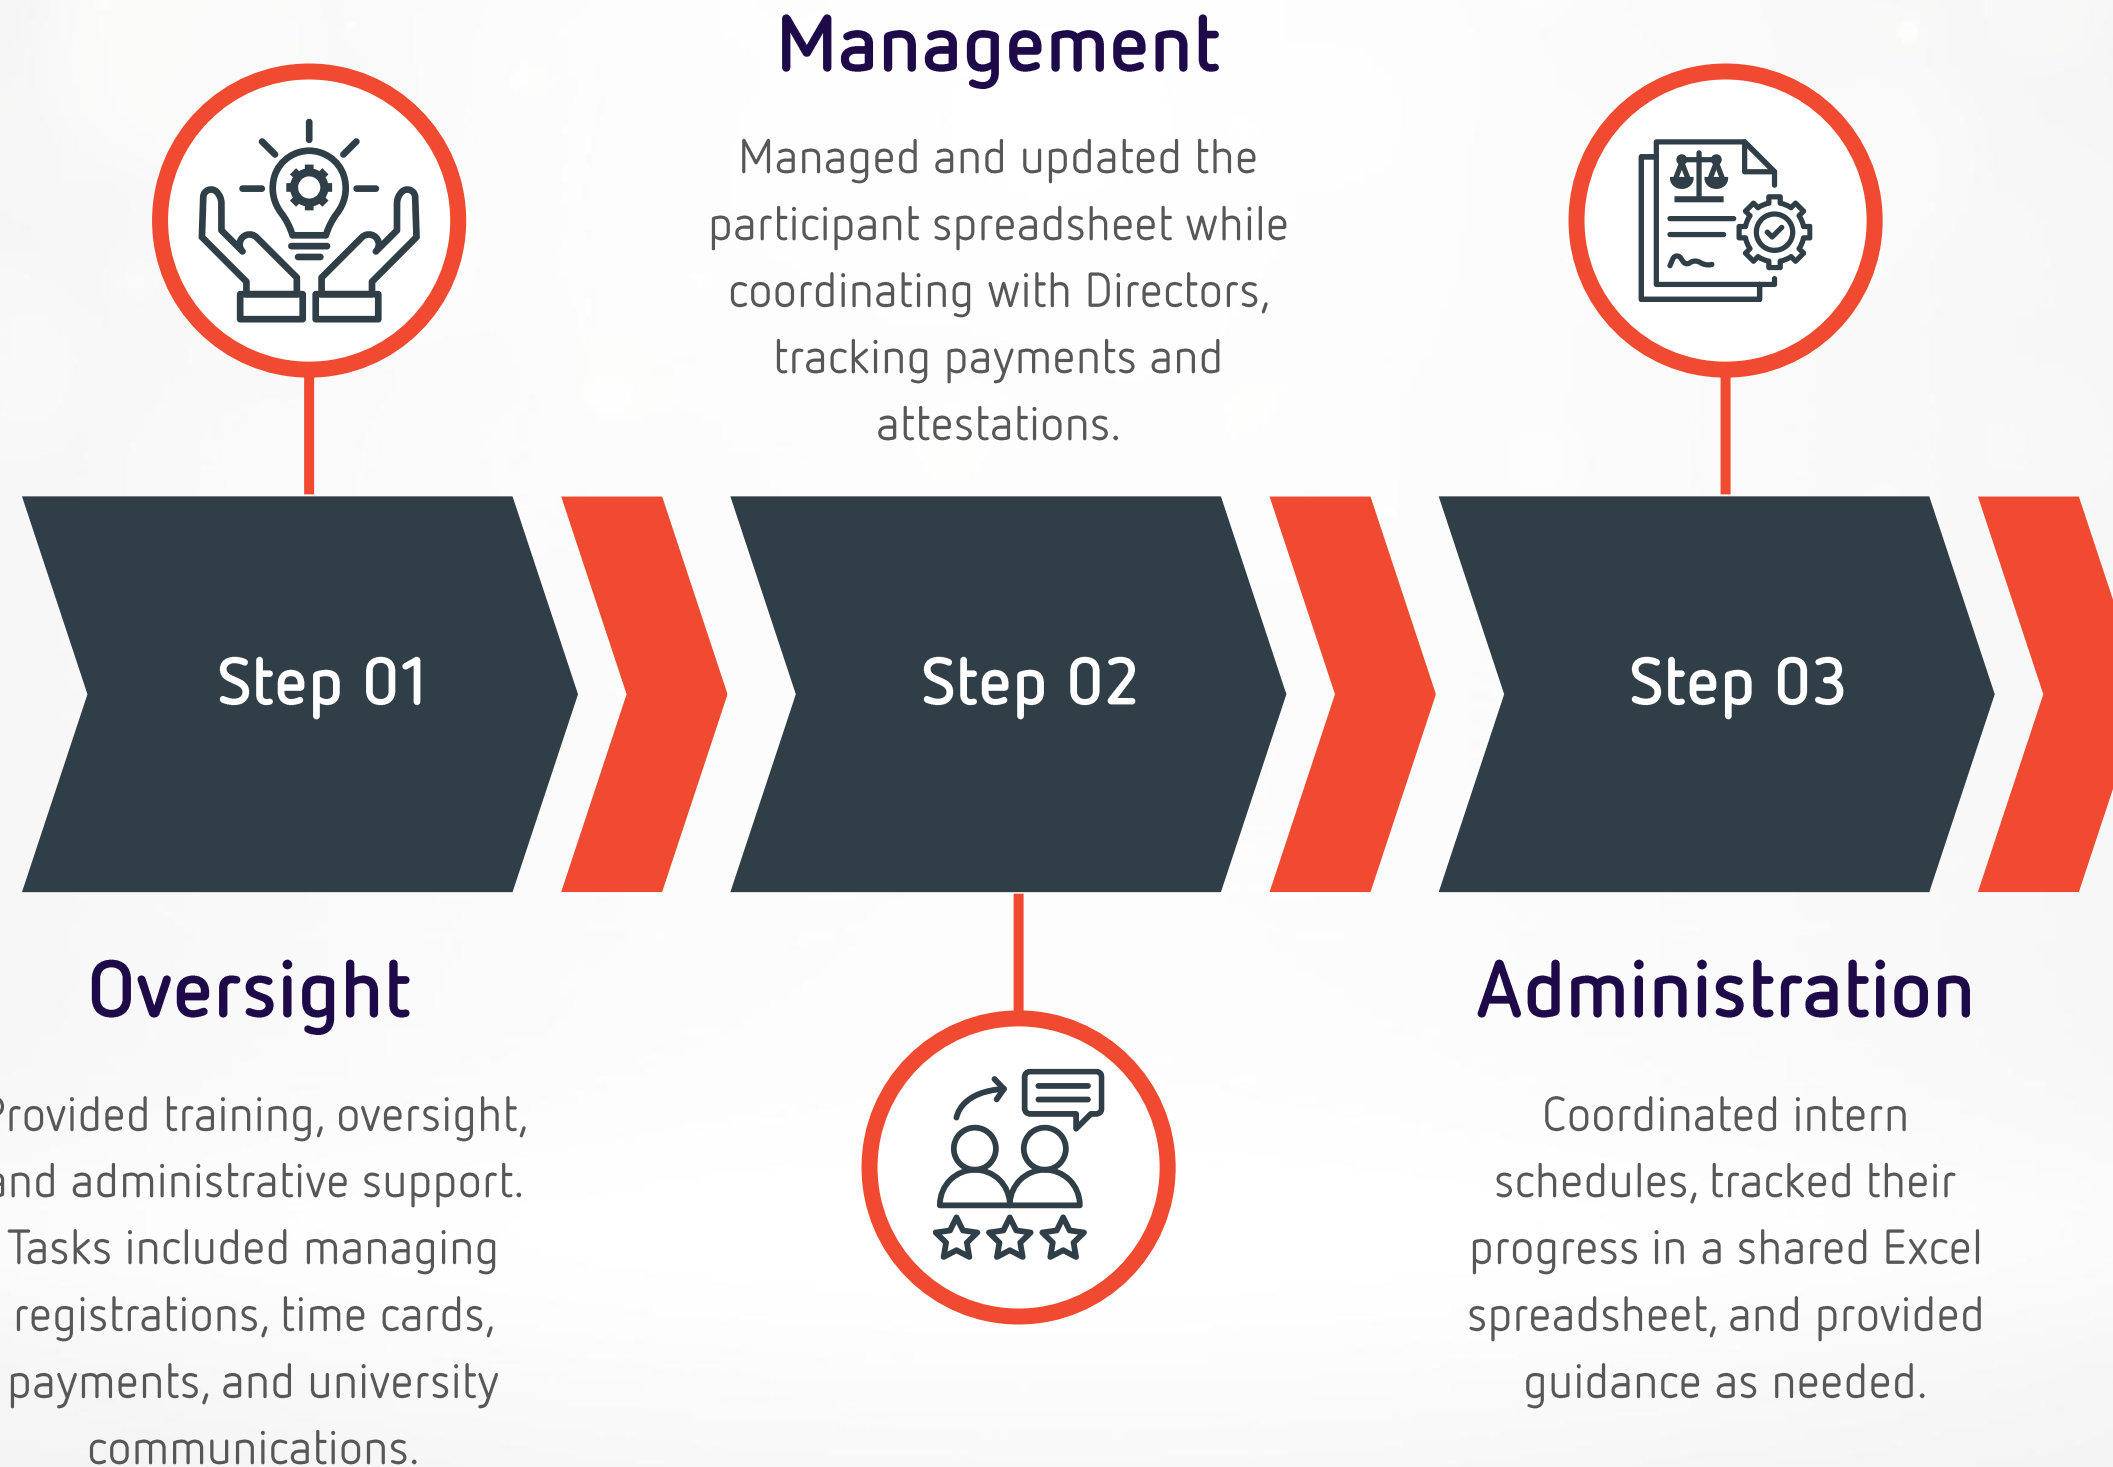 Management
Managed and updated the
participant spreadsheet while
coordinating with Directors,
tracking payments and
attestations.
Step 01
Step 02
Step 03
Oversight
Provided training, oversight,
and administrative support.
Tasks included managing
registrations, time cards,
payments, and university
communications.
Administration
Coordinated intern
schedules, tracked their
progress in a shared Excel
spreadsheet, and provided
guidance as needed.